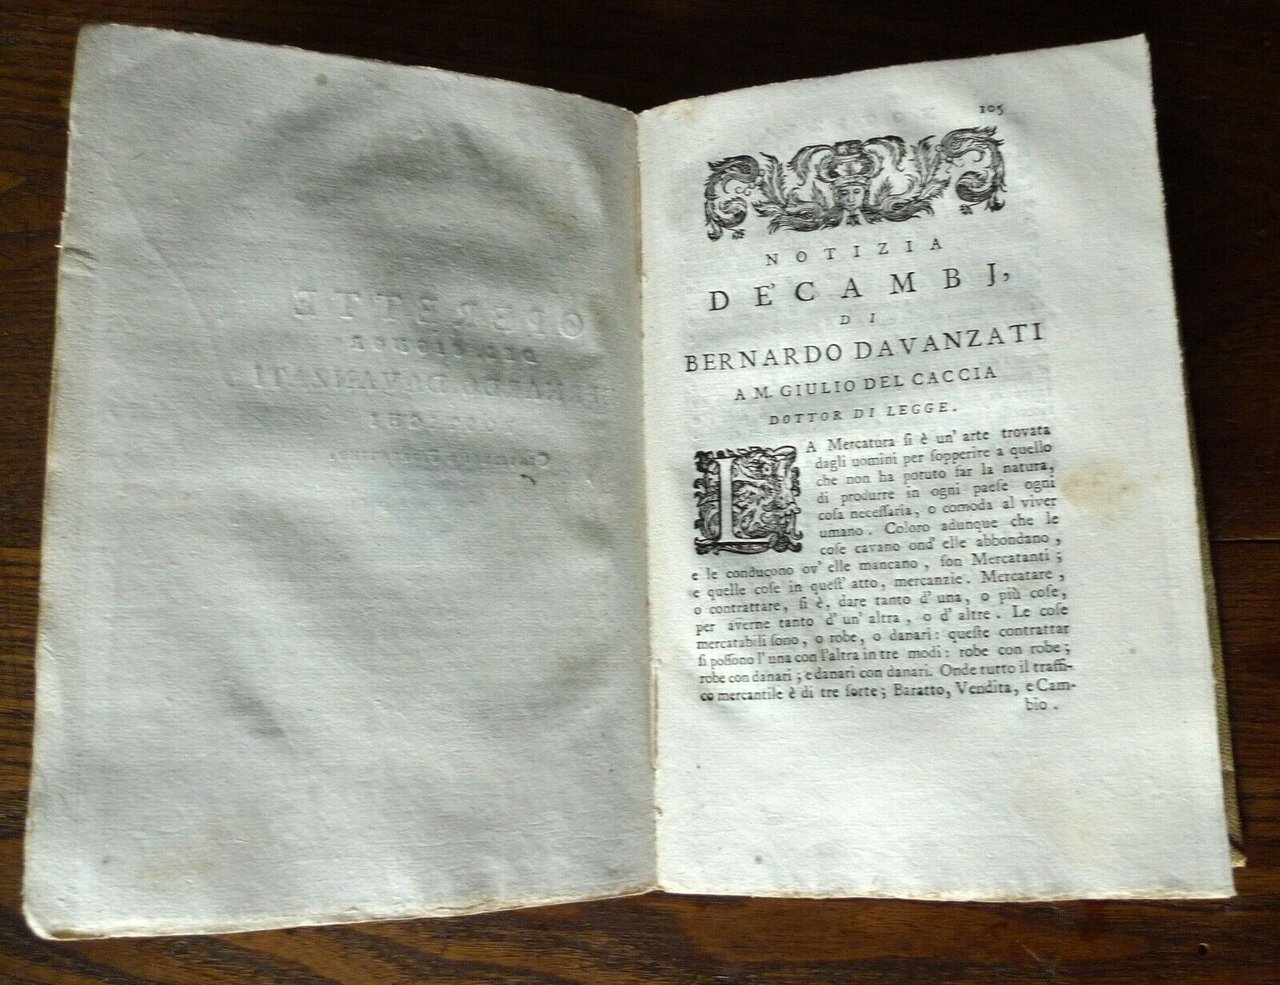 OPERETTE
DEL SIGNOR
BERNARDO DAVANZATI
105
NOTIZIA
DE' CAMBJ,
DI
BERNARDO DAVANZATI
A M. GIULIO DEL CACCIA
DOTTOR DI LEGGE.
LA Mercatura ſi è un' arte trovata
dagli uomini per ſopperire a quello
che non ha potuto far la natura,
di produrre in ogni paeſe ogni
coſa neceſſaria, o comoda al viver
umano. Coloro adunque che le
coſe cavano ond' elle abbondano,
e le conducono ov' elle mancano, ſon Mercatanti;
e quelle coſe in queſt' atto, mercanzie. Mercatare,
o contrattare, ſi è, dare tanto d'una, o più coſe,
per averne tanto d'un' altra, o d'altre. Le coſe
mercatabili ſono, o robe, o danari: queſte contrattar
ſi poſſono l'una con l'altra in tre modi: robe con robe;
robe con danari; e danari con danari. Onde tutto il traffi-
co mercantile è di tre ſorte; Baratto, Vendita, e Cam-
bio.